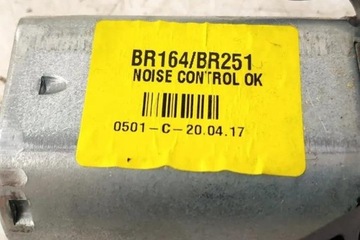 BR164/BR251
NOISE CONTROL OK
0501-C-20.04.17